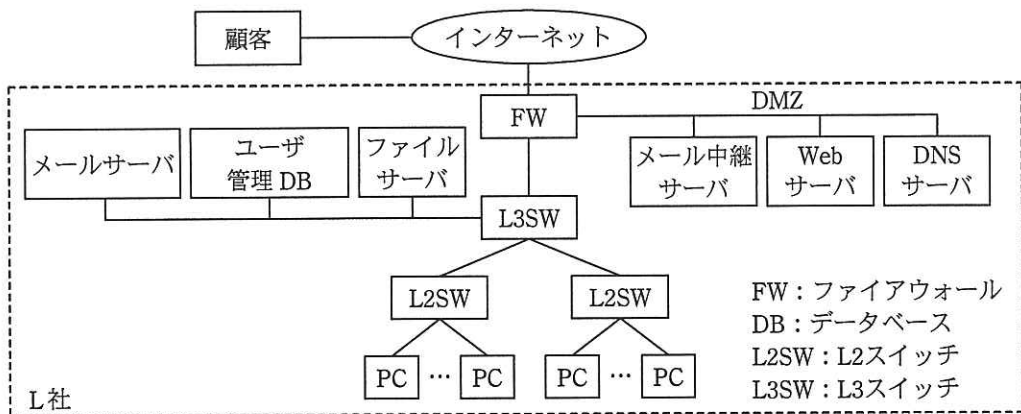 顧客
インターネット
DMZ
FW
メールサーバ
ユーザ
管理 DB
ファイル
サーバ
メール中継
サーバ
Web
サーバ
DNS
サーバ
L3SW
L2SW
L2SW
PC … PC
PC … PC
FW：ファイアウォール
DB：データベース
L2SW：L2スイッチ
L3SW：L3スイッチ
L社